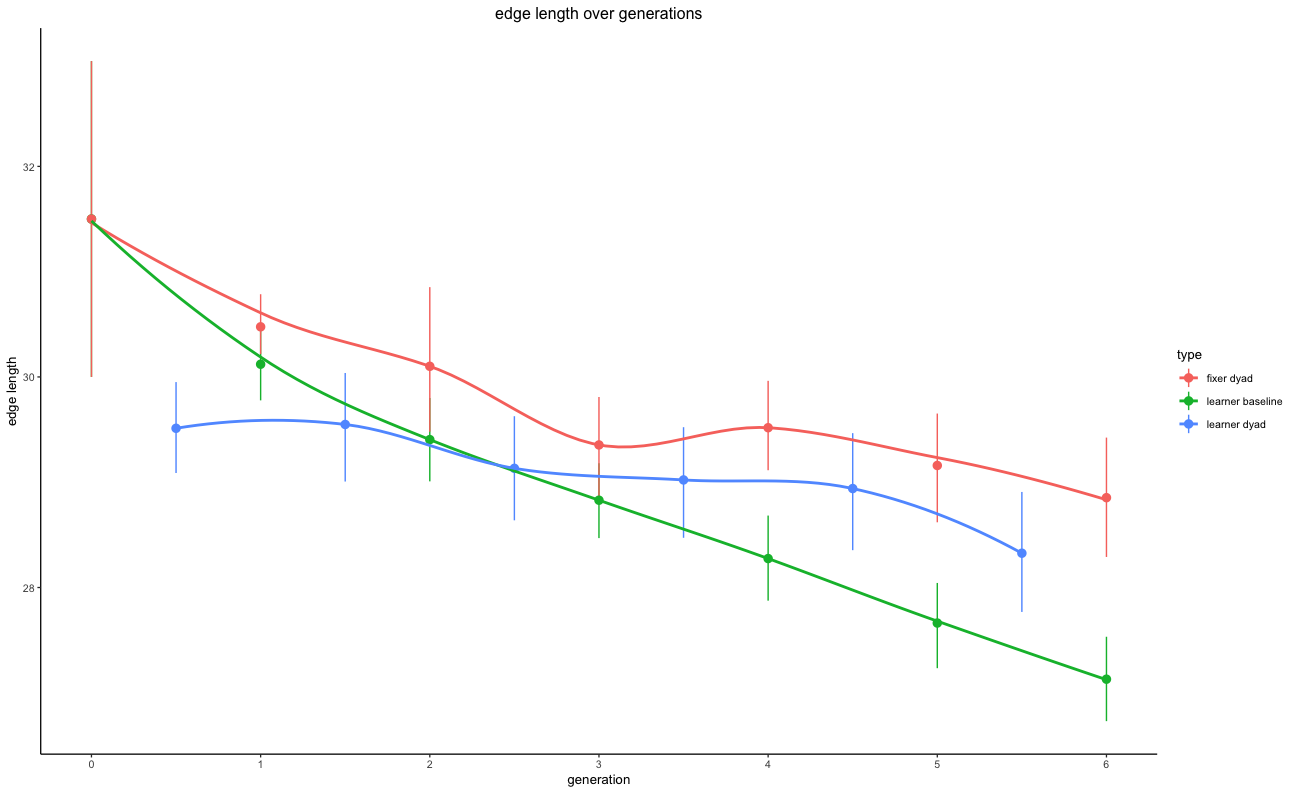 edge length over generations
32
30
28
edge length
0 1 2 3 4 5 6
generation
type
fixer dyad
learner baseline
learner dyad